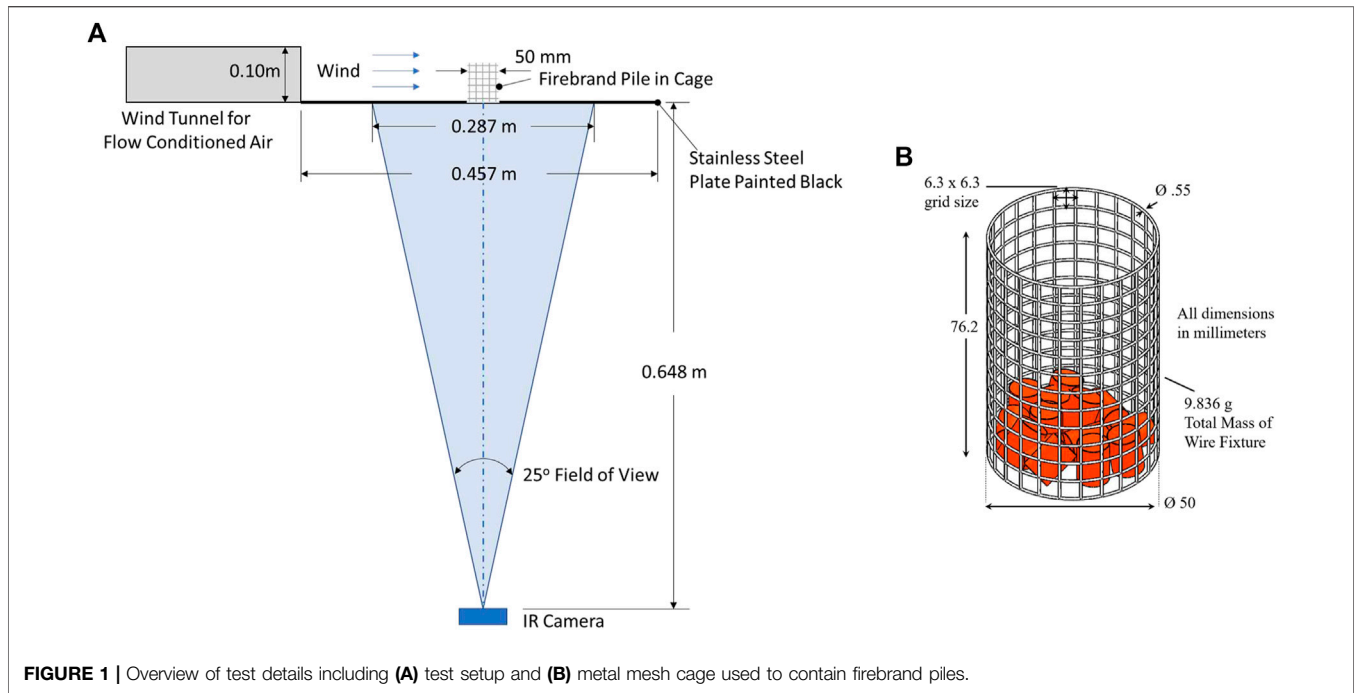 A
0.10m
Wind
50 mm
Firebrand Pile in Cage
Wind Tunnel for
Flow Conditioned Air
0.287 m
0.457 m
Stainless Steel
Plate Painted Black
0.648 m
25° Field of View
IR Camera
B
6.3 x 6.3
grid size
Ø .55
76.2
All dimensions
in millimeters
9.836 g
Total Mass of
Wire Fixture
Ø 50
FIGURE 1 | Overview of test details including (A) test setup and (B) metal mesh cage used to contain firebrand piles.